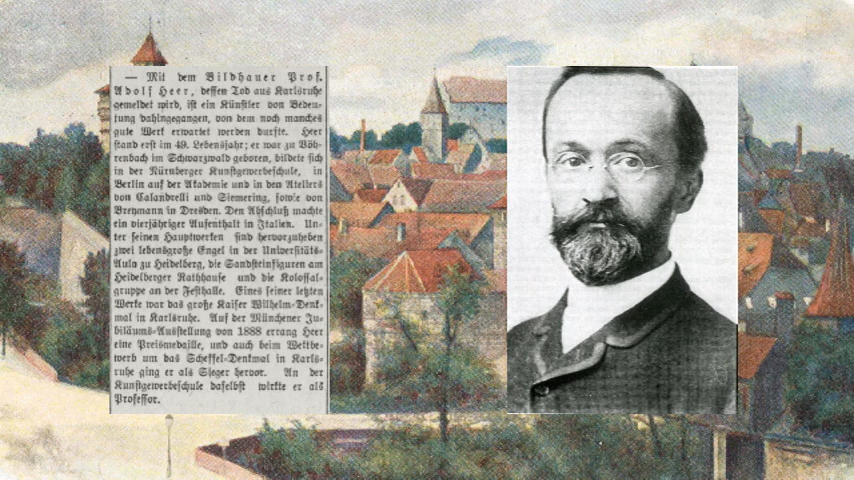 — Mit dem Bildhauer Prof.
Adolf Heer, dessen Tod aus Karlsruhe
gemeldet wird, ist ein Künstler von Bedeu-
tung dahingegangen, von dem noch manches
gute Werk erwartet werden durfte. Heer
stand erst im 49. Lebensjahr; er war zu Vöh-
renbach im Schwarzwald geboren, bildete sich
in der Nürnberger Kunstgewerbeschule, in
Berlin auf der Akademie und in den Ateliers
von Calandrelli und Siemering, sowie von
Breymann in Dresden. Den Abschluß machte
ein vierjähriger Aufenthalt in Italien. Un-
ter seinen Hauptwerken sind hervorzuheben
zwei lebensgroße Engel in der Universitäts-
Aula zu Heidelberg, die Sandsteinfiguren am
Heidelberger Rathhause und die Kolossal-
gruppe an der Festhalle. Eines seiner letzten
Werke war das große Kaiser Wilhelm-Denk-
mal in Karlsruhe. Auf der Münchener Ju-
biläums-Ausstellung von 1888 errang Heer
eine Preismedaille, und auch beim Wettbe-
werb um das Scheffel-Denkmal in Karls-
ruhe ging er als Sieger hervor. An der
Kunstgewerbeschule daselbst wirkte er als
Professor.